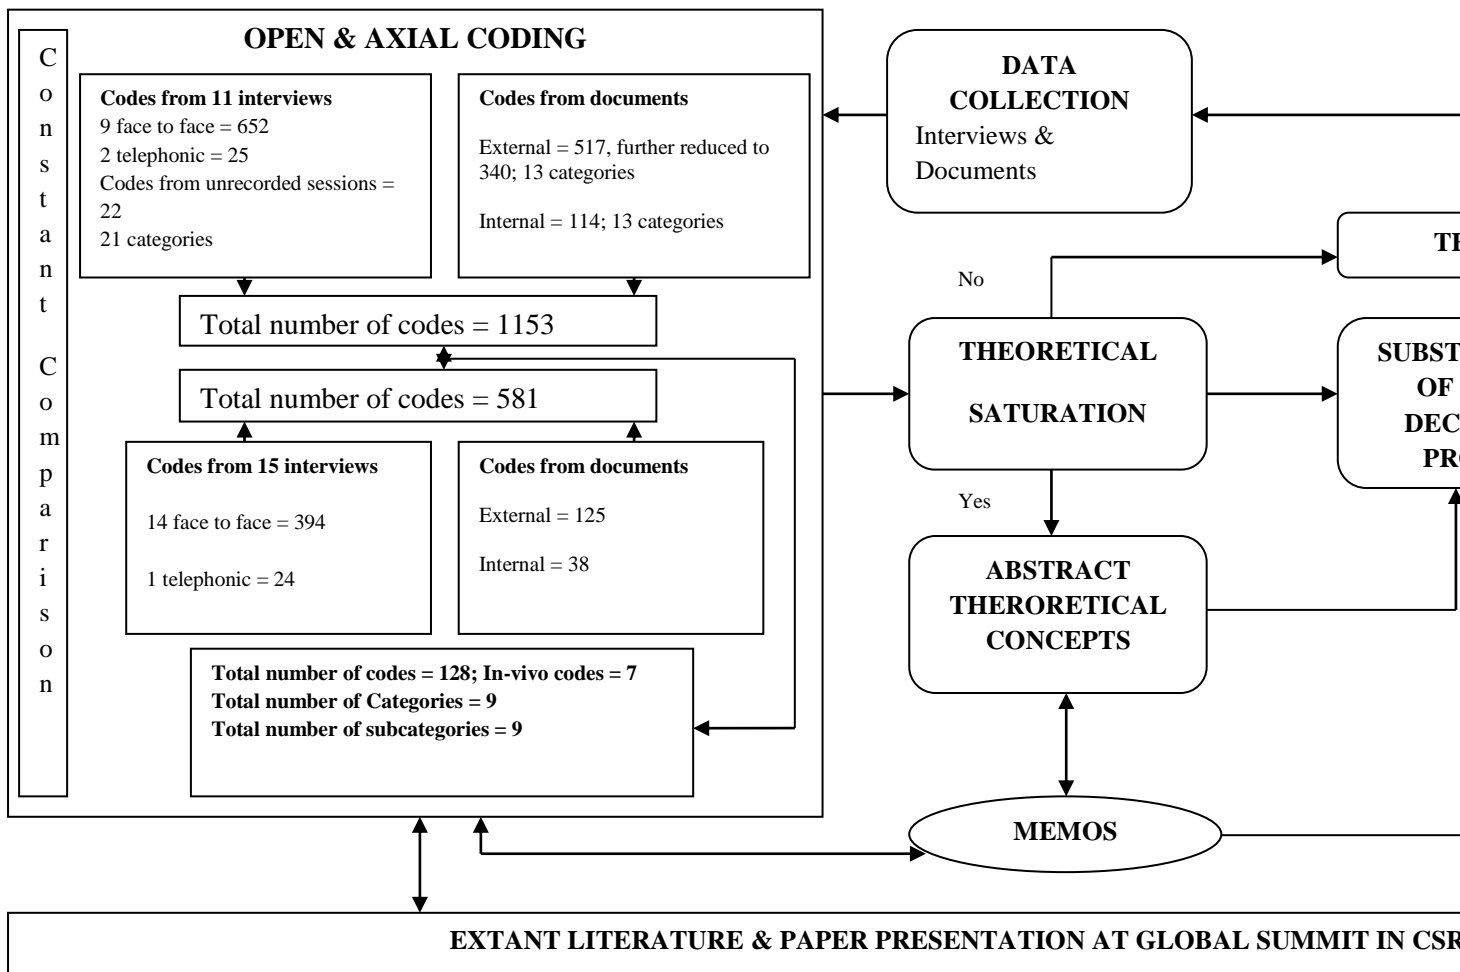 OPEN & AXIAL CODING
Constant Comparison
Codes from 11 interviews
9 face to face = 652
2 telephonic = 25
Codes from unrecorded sessions =
22
21 categories
Codes from documents
External = 517, further reduced to
340; 13 categories
Internal = 114; 13 categories
Total number of codes = 1153
Total number of codes = 581
Codes from 15 interviews
14 face to face = 394
1 telephonic = 24
Codes from documents
External = 125
Internal = 38
Total number of codes = 128; In-vivo codes = 7
Total number of Categories = 9
Total number of subcategories = 9
DATA
COLLECTION
Interviews &
Documents
No
THEORETICAL
SATURATION
Yes
ABSTRACT
THERORETICAL
CONCEPTS
MEMOS
OF
EXTANT LITERATURE & PAPER PRESENTATION AT GLOBAL SUMMIT IN CSR